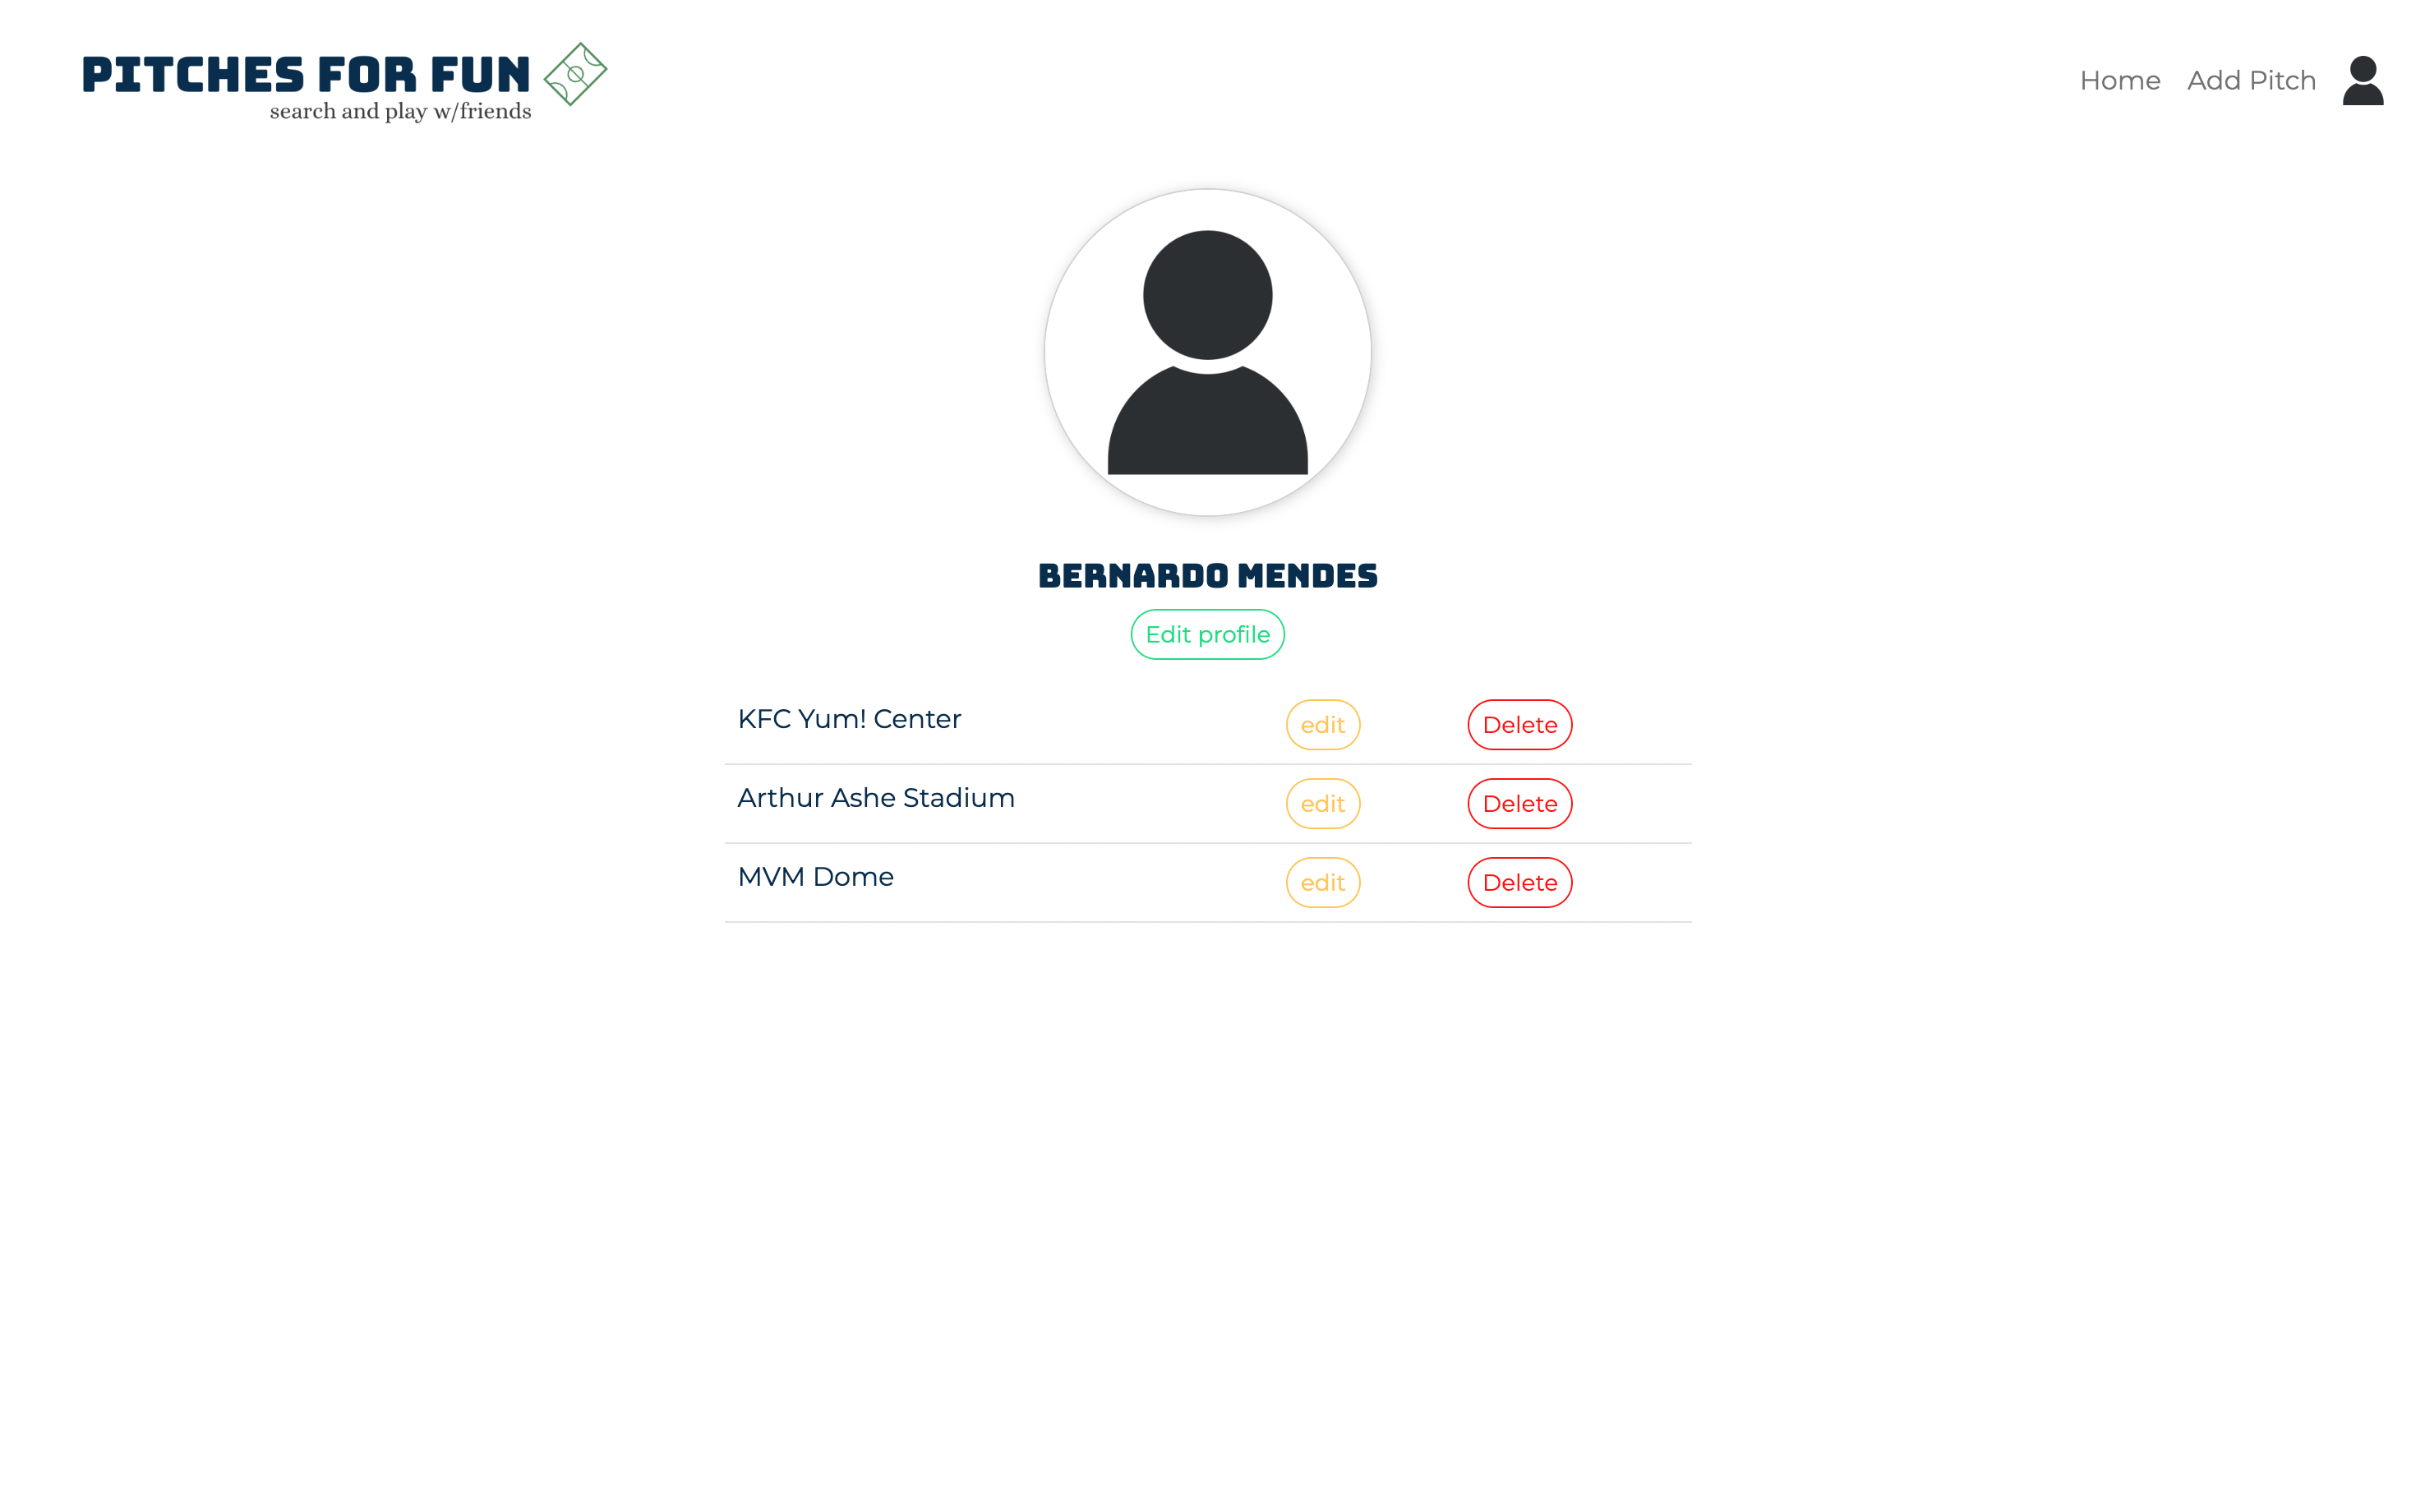 PITCHES FOR FUN
search and play w/friends
Home Add Pitch
BERNARDO MENDES
Edit profile
KFC Yum! Center edit Delete
Arthur Ashe Stadium edit Delete
MVM Dome edit Delete